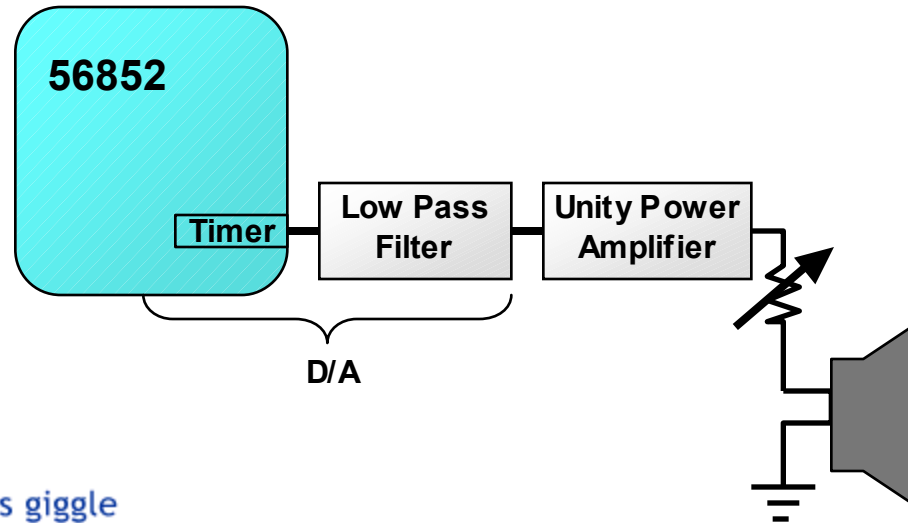 56852
Timer
Low Pass
Filter
Unity Power
Amplifier
D/A
s giggle